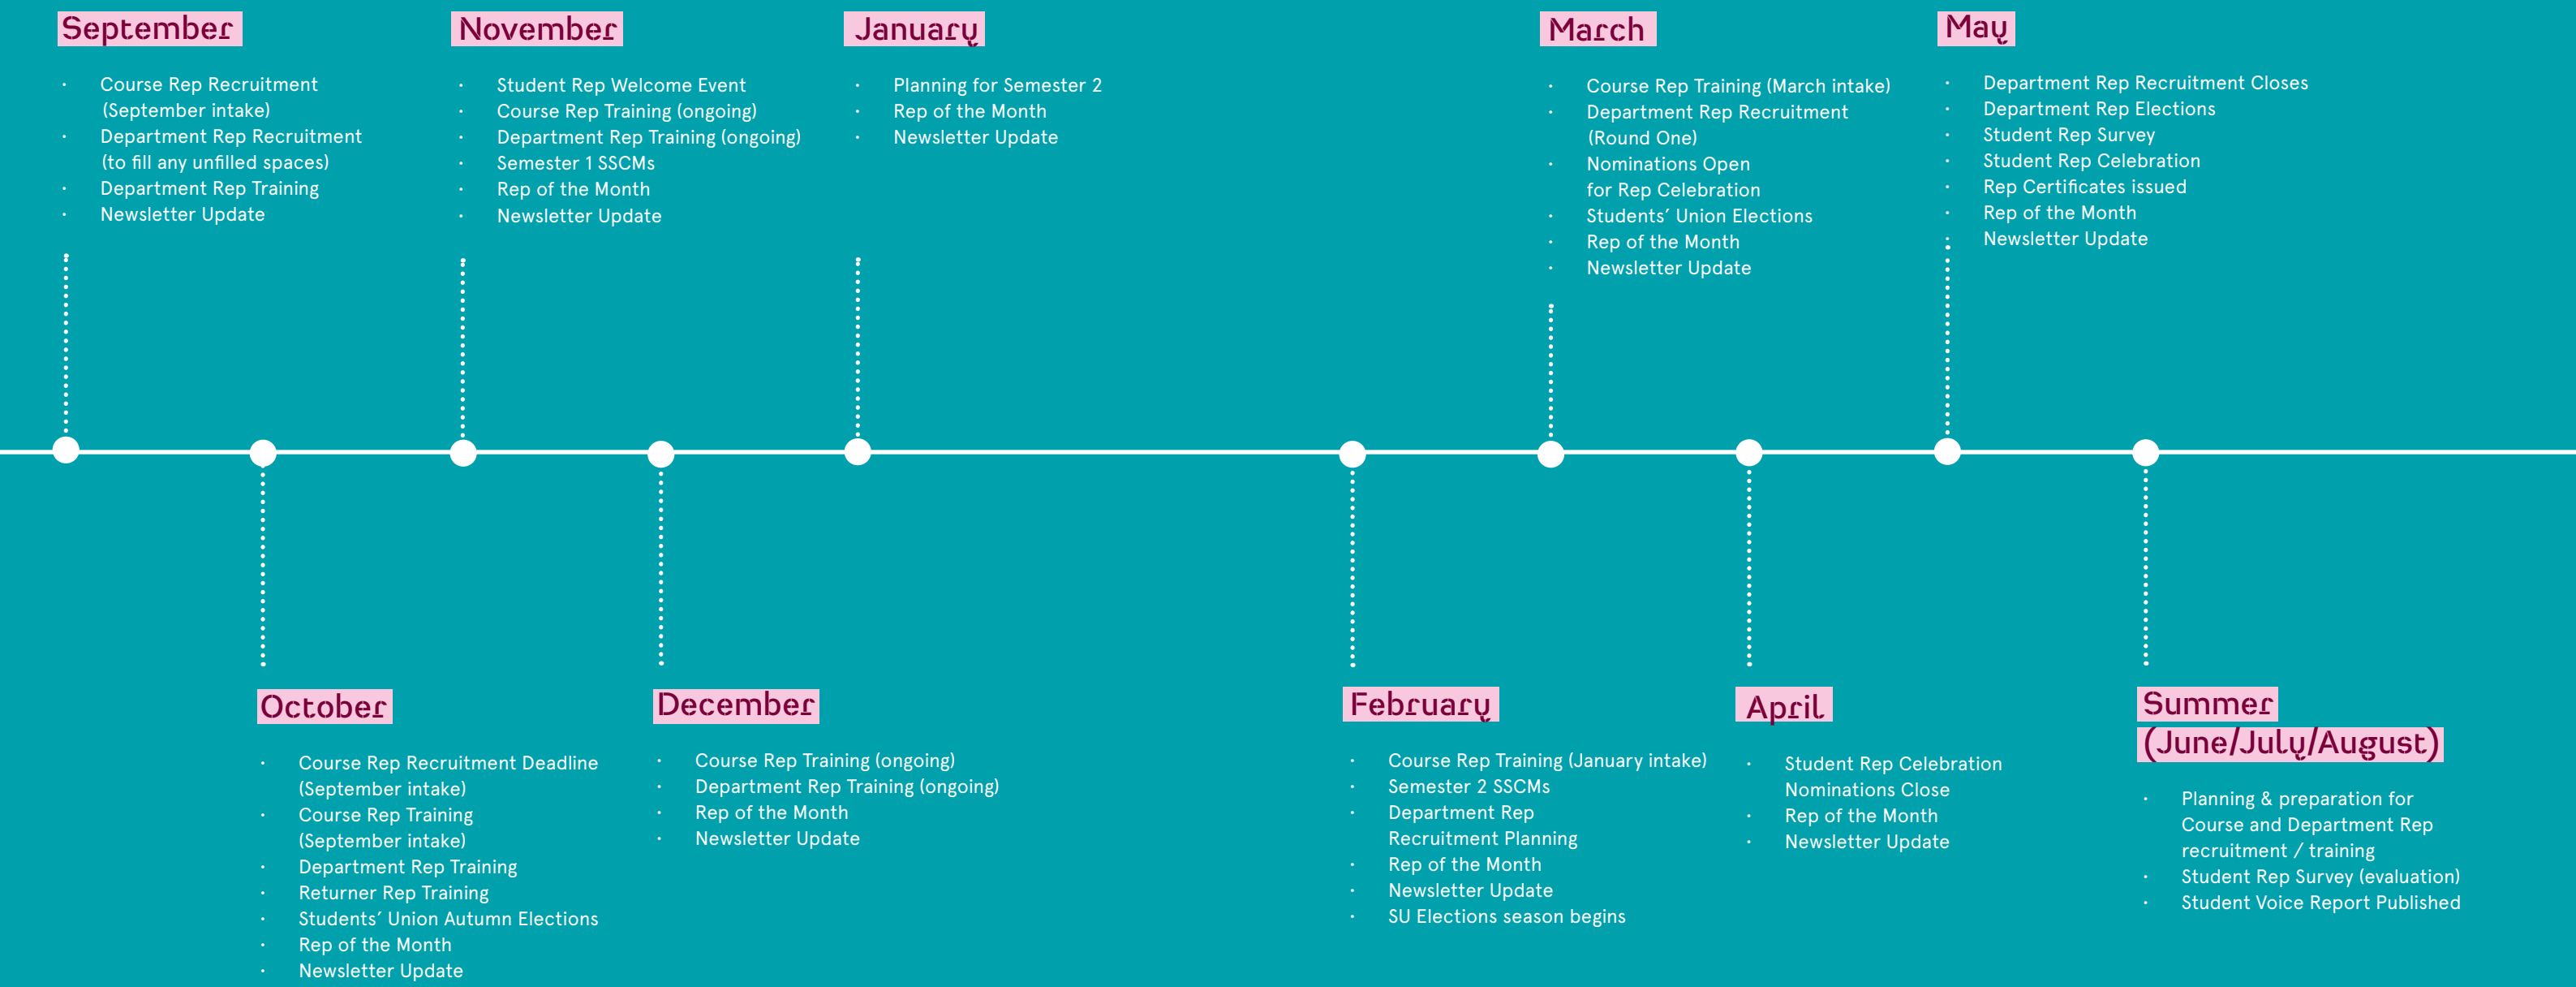 September
· Course Rep Recruitment
(September intake)
· Department Rep Recruitment
(to fill any unfilled spaces)
· Department Rep Training
· Newsletter Update
November
· Student Rep Welcome Event
· Course Rep Training (ongoing)
· Department Rep Training (ongoing)
· Semester 1 SSCMs
· Rep of the Month
· Newsletter Update
January
· Planning for Semester 2
· Rep of the Month
· Newsletter Update
March
· Course Rep Training (March intake)
· Department Rep Recruitment
(Round One)
· Nominations Open
for Rep Celebration
· Students’ Union Elections
· Rep of the Month
· Newsletter Update
May
· Department Rep Recruitment Closes
· Department Rep Elections
· Student Rep Survey
· Student Rep Celebration
· Rep Certificates issued
· Rep of the Month
· Newsletter Update
October
· Course Rep Recruitment Deadline
(September intake)
· Course Rep Training
(September intake)
· Department Rep Training
· Returner Rep Training
· Students’ Union Autumn Elections
· Rep of the Month
· Newsletter Update
December
· Course Rep Training (ongoing)
· Department Rep Training (ongoing)
· Rep of the Month
· Newsletter Update
February
· Course Rep Training (January intake)
· Semester 2 SSCMs
· Department Rep
Recruitment Planning
· Rep of the Month
· Newsletter Update
· SU Elections season begins
April
· Student Rep Celebration
Nominations Close
· Rep of the Month
· Newsletter Update
Summer
(June/July/August)
· Planning & preparation for
Course and Department Rep
recruitment / training
· Student Rep Survey (evaluation)
· Student Voice Report Published